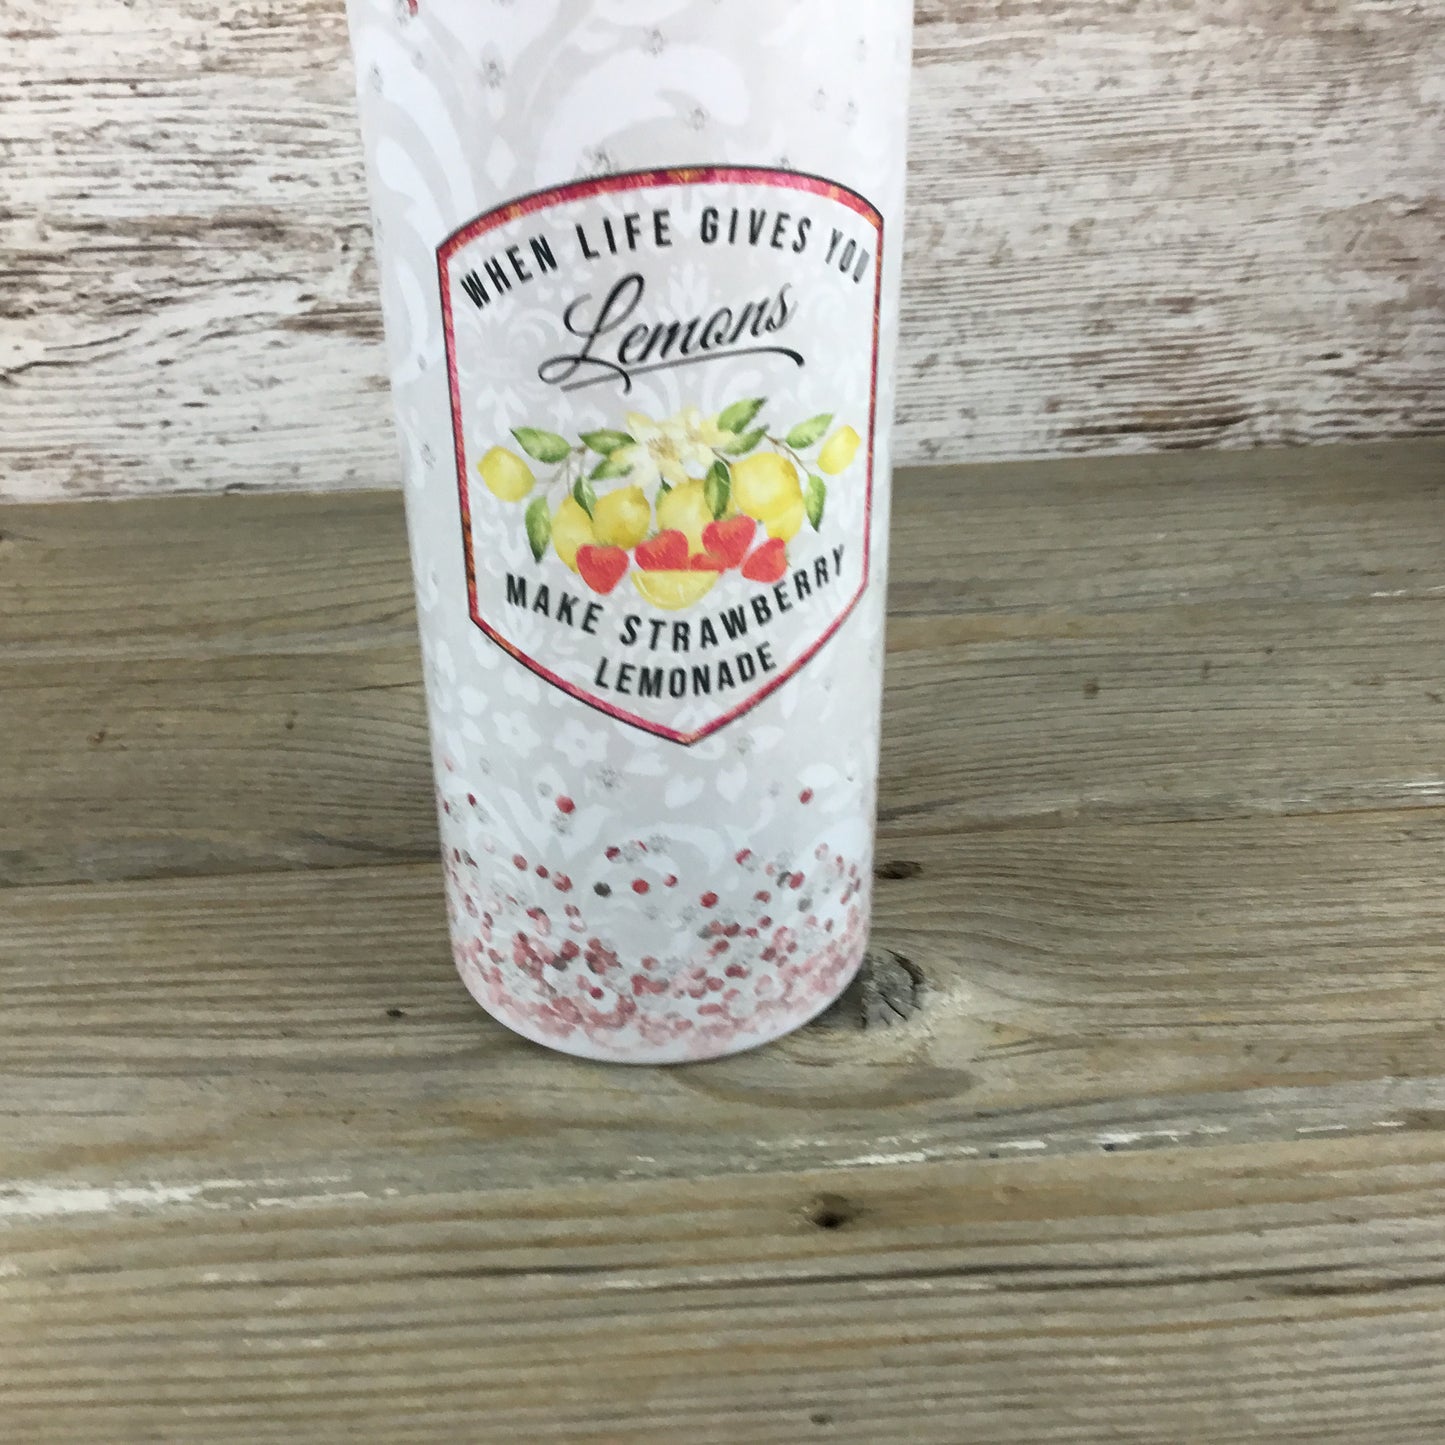 WHEN LIFE GIVES YOU
Lemons
MAKE STRAWBERRY
LEMONADE